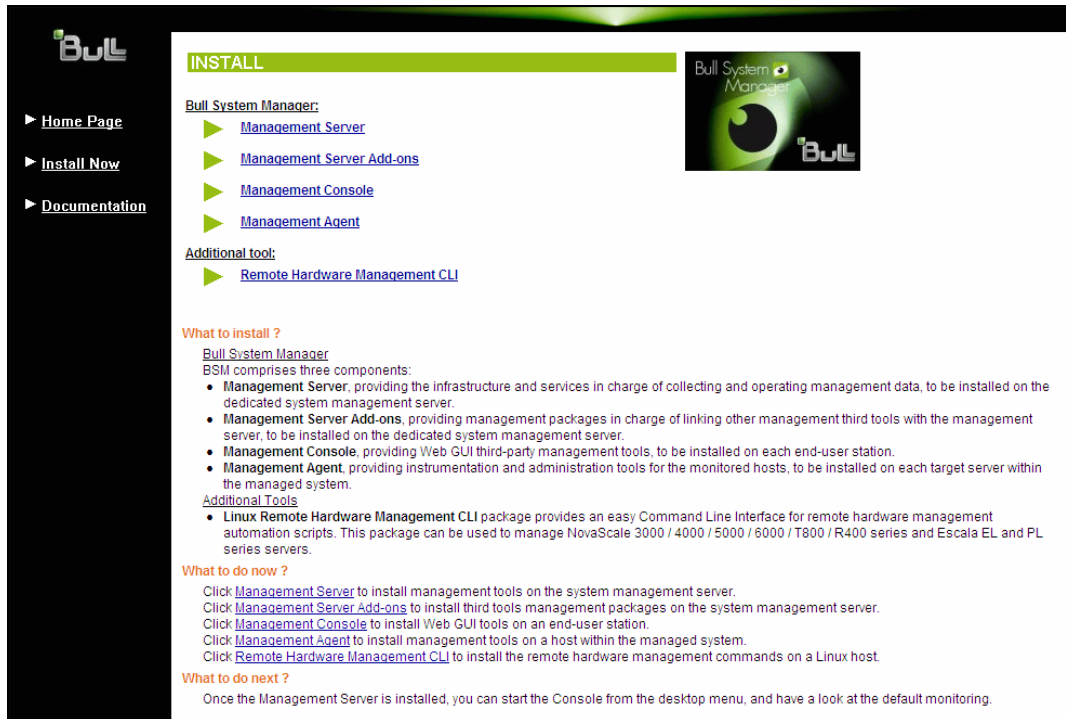 Bull
Home Page
Install Now
Documentation
INSTALL
Bull System
Manager
Bull
Bull System Manager:
Management Server
Management Server Add-ons
Management Console
Management Agent
Additional tool:
Remote Hardware Management CLI
What to install ?
Bull System Manager
BSM comprises three components:
• Management Server, providing the infrastructure and services in charge of collecting and operating management data, to be installed on the
dedicated system management server.
• Management Server Add-ons, providing management packages in charge of linking other management third tools with the management
server, to be installed on the dedicated system management server.
• Management Console, providing Web GUI third-party management tools, to be installed on each end-user station.
• Management Agent, providing instrumentation and administration tools for the monitored hosts, to be installed on each target server within
the managed system.
Additional Tools
• Linux Remote Hardware Management CLI package provides an easy Command Line Interface for remote hardware management
automation scripts. This package can be used to manage NovaScale 3000 / 4000 / 5000 / 6000 / T800 / R400 series and Escala EL and PL
series servers.
What to do now ?
Click Management Server to install management tools on the system management server.
Click Management Server Add-ons to install third tools management packages on the system management server.
Click Management Console to install Web GUI tools on an end-user station.
Click Management Agent to install management tools on a host within the managed system.
Click Remote Hardware Management CLI to install the remote hardware management commands on a Linux host.
What to do next ?
Once the Management Server is installed, you can start the Console from the desktop menu, and have a look at the default monitoring.